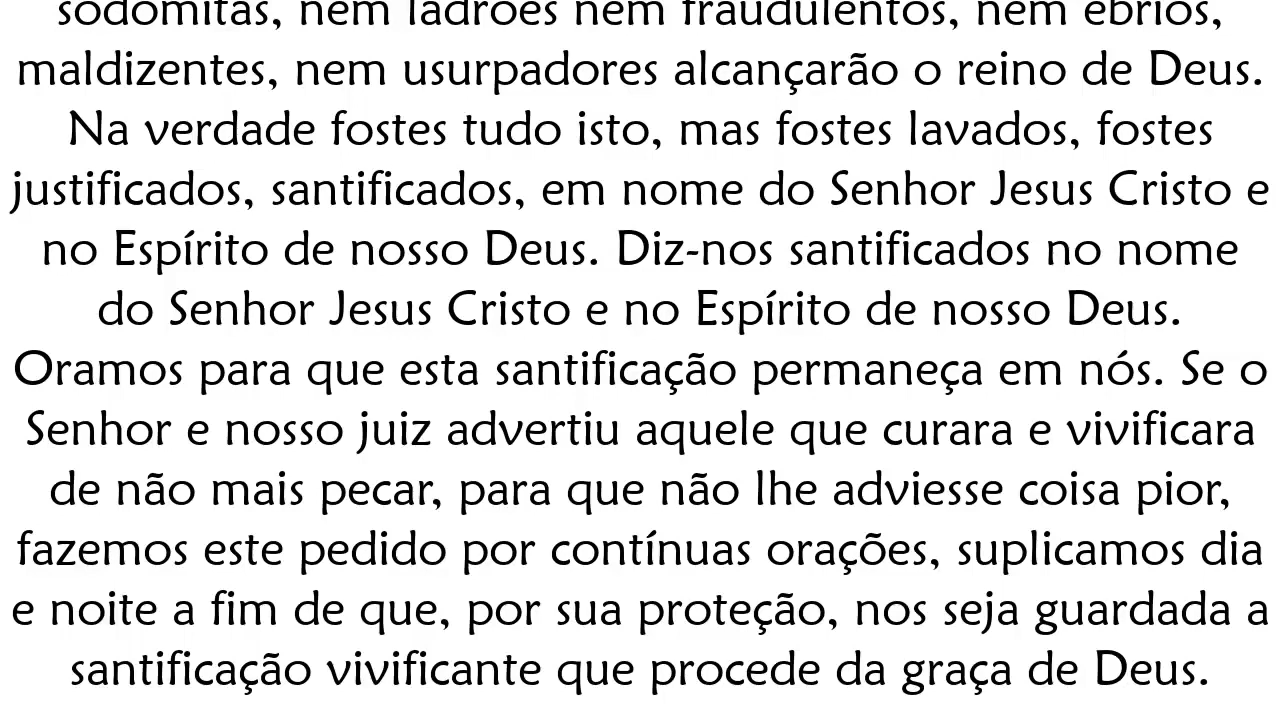 sodomitas, nem ladrões nem fraudulentos, nem ébrios,
maldizentes, nem usurpadores alcançarão o reino de Deus.
Na verdade fostes tudo isto, mas fostes lavados, fostes
justificados, santificados, em nome do Senhor Jesus Cristo e
no Espírito de nosso Deus. Diz-nos santificados no nome
do Senhor Jesus Cristo e no Espírito de nosso Deus.
Oramos para que esta santificação permaneça em nós. Se o
Senhor e nosso juiz advertiu aquele que curara e vivificara
de não mais pecar, para que não lhe adviesse coisa pior,
fazemos este pedido por contínuas orações, suplicamos dia
e noite a fim de que, por sua proteção, nos seja guardada a
santificação vivificante que procede da graça de Deus.